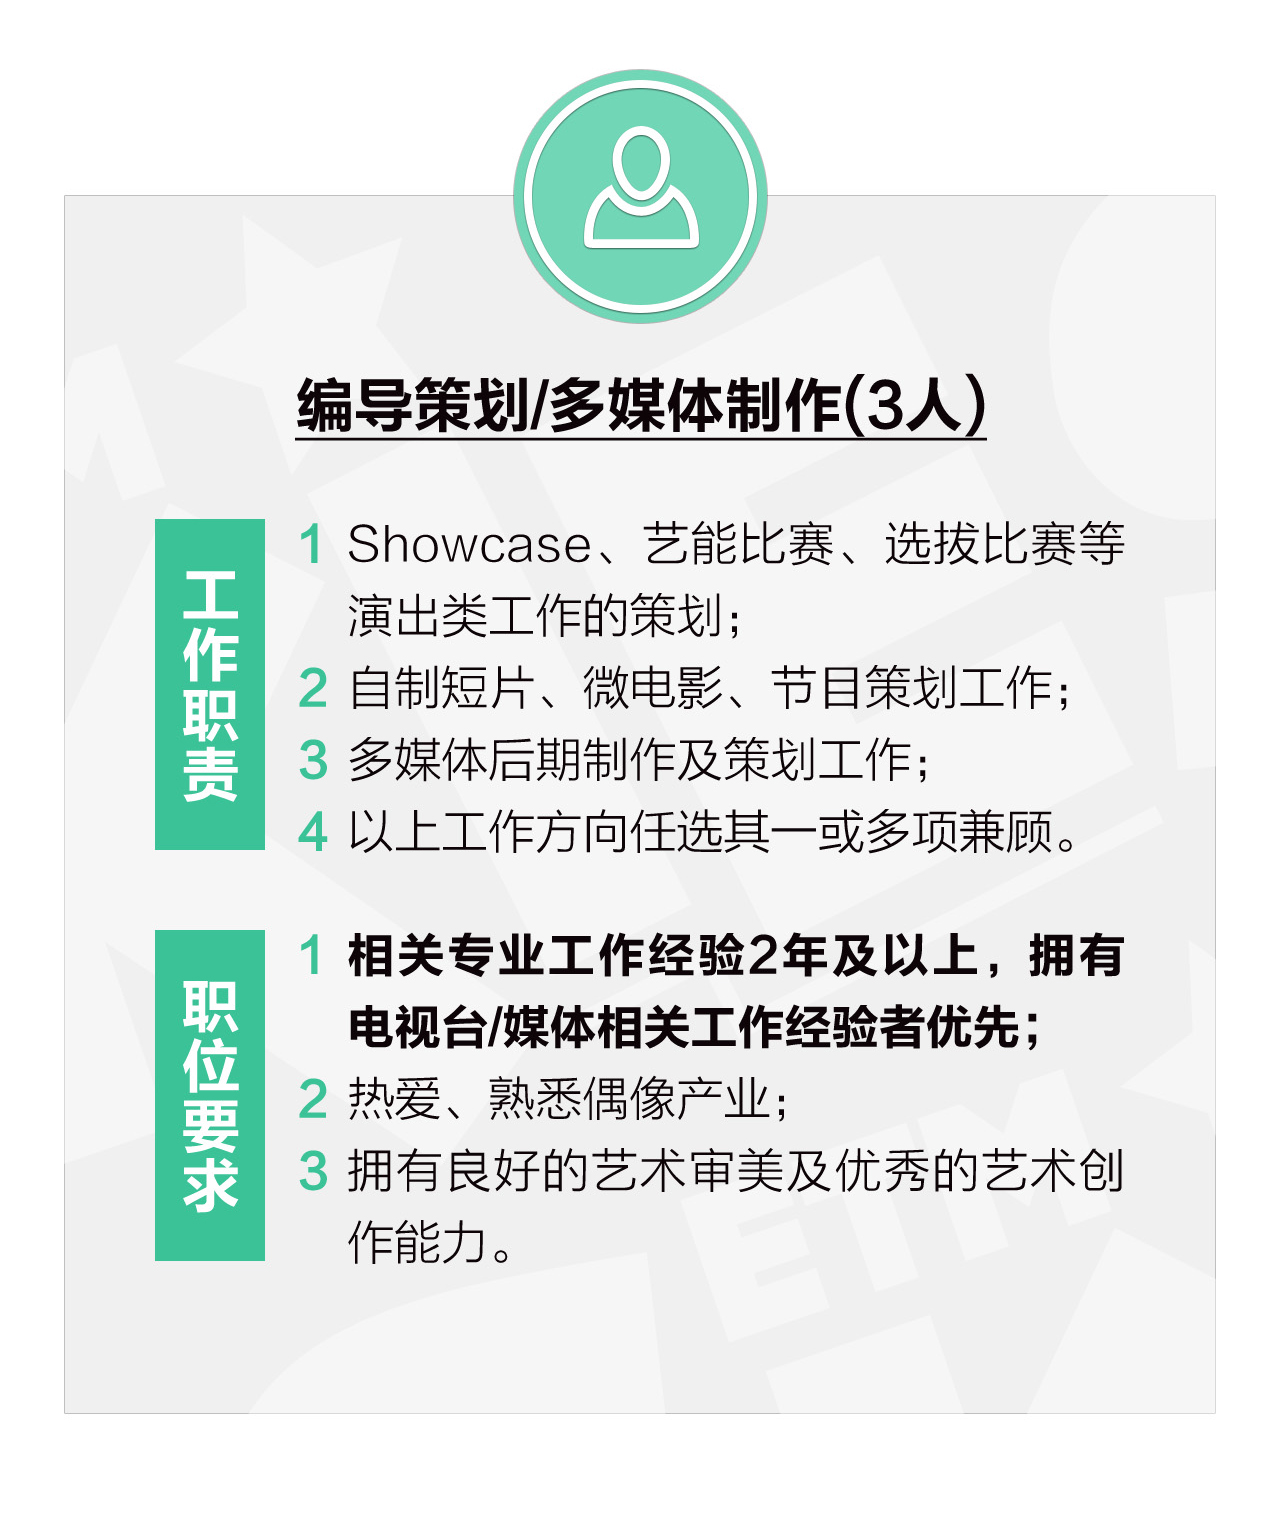 编导策划/多媒体制作(3人)
工作职责
1 Showcase、艺能比赛、选拔比赛等
演出类工作的策划；
2 自制短片、微电影、节目策划工作；
3 多媒体后期制作及策划工作；
4 以上工作方向任选其一或多项兼顾。
职位要求
1 相关专业工作经验2年及以上，拥有
电视台/媒体相关工作经验者优先；
2 热爱、熟悉偶像产业；
3 拥有良好的艺术审美及优秀的艺术创
作能力。
ETM